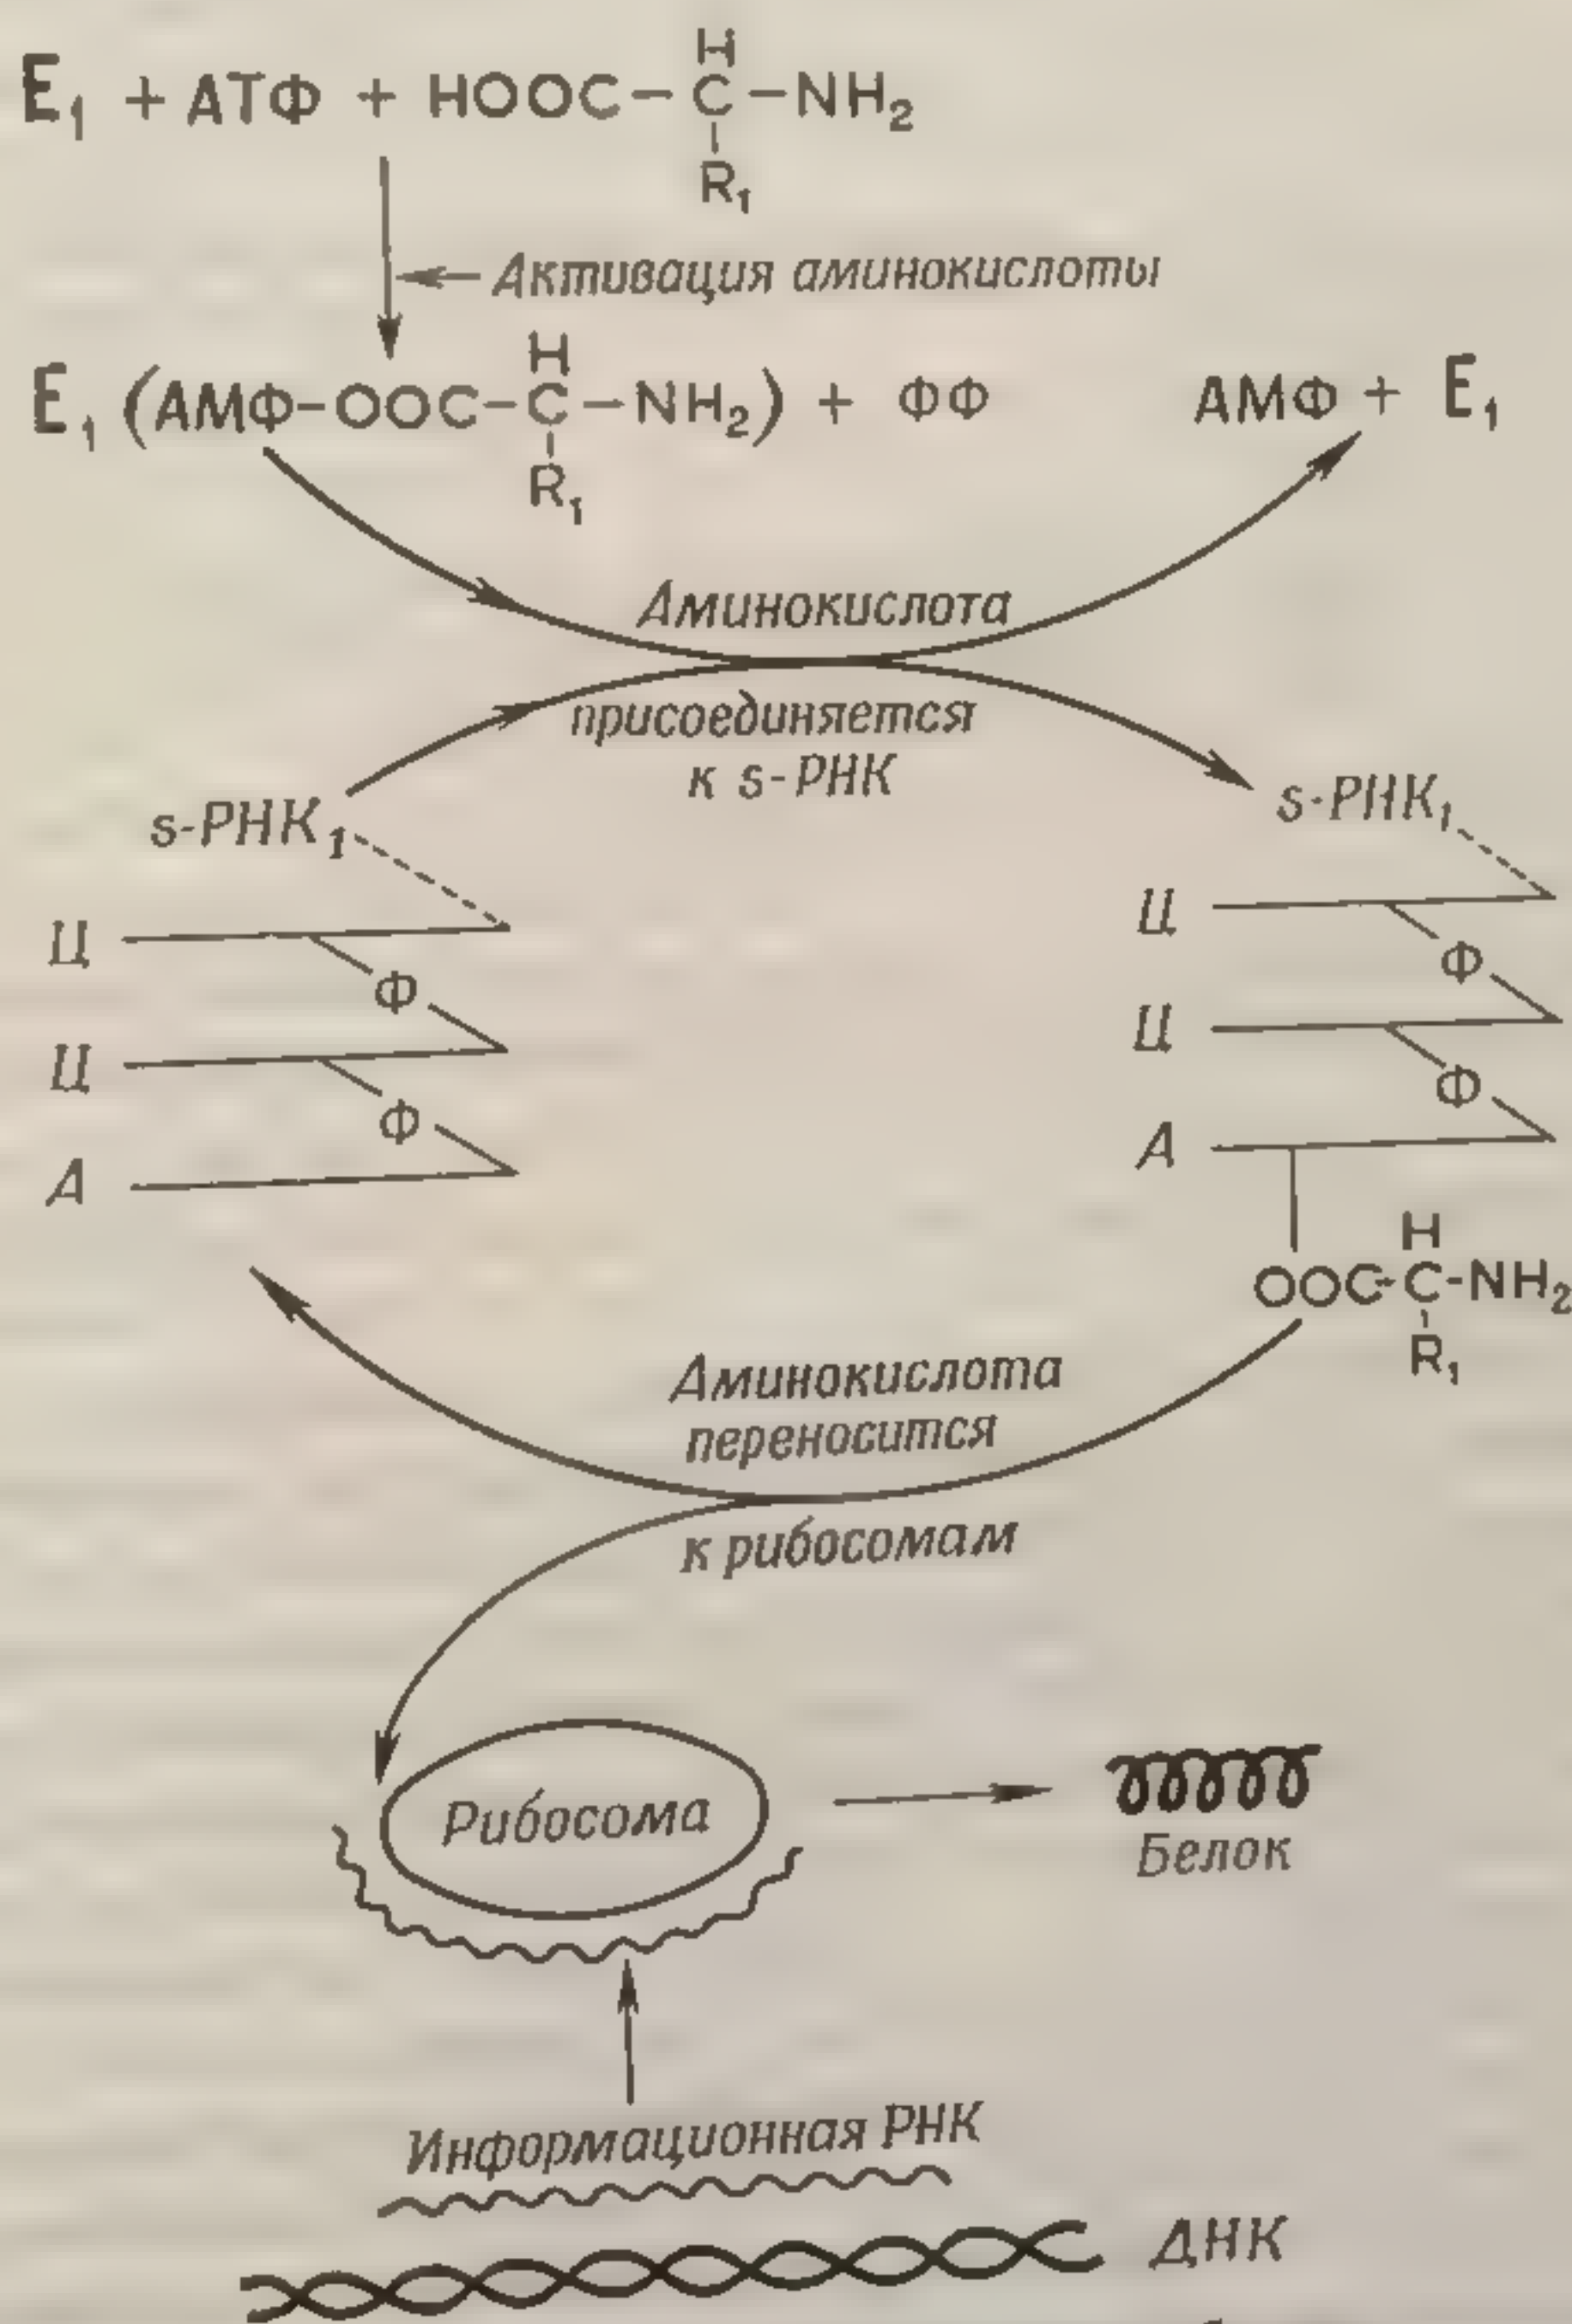 H
E₁ + АТФ + HOOC–C–NH₂
R₁
Активация аминокислоты
H
E₁ (АМФ–OOC–C–NH₂) + ФФ АМФ + E₁
R₁
Аминокислота
присоединяется
к s-РНК
s-РНК₁ s-РНК₁
Ц Ц
Ф Ф
Ц Ц
Ф Ф
А А
H
OOC-C-NH₂
R₁
Аминокислота
переносится
к рибосомам
Рибосома
Белок
Информационная РНК
ДНК